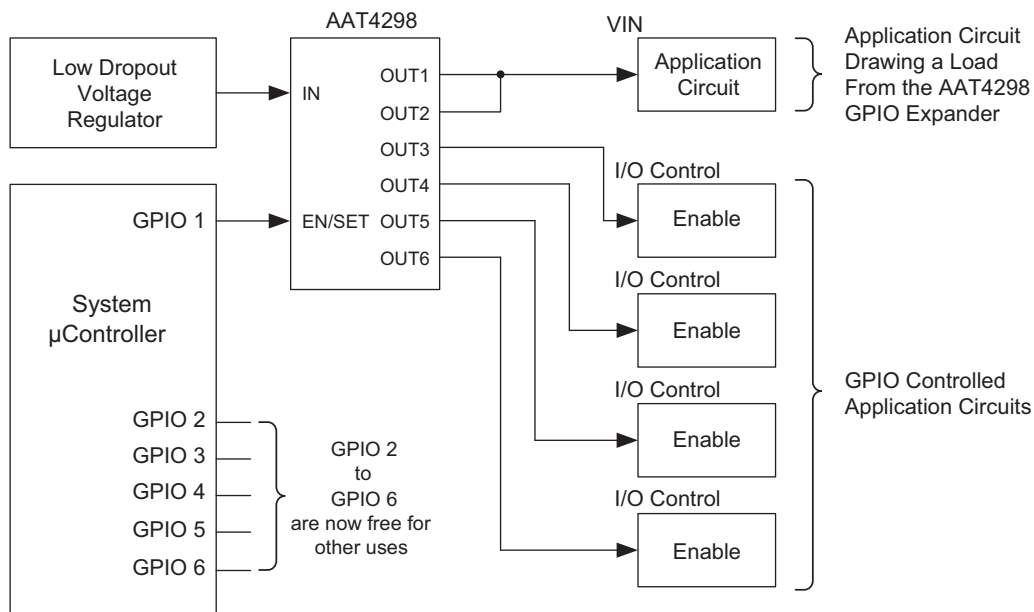 AAT4298
Low Dropout
Voltage
Regulator
IN
EN/SET
OUT1
OUT2
OUT3
OUT4
OUT5
OUT6
VIN
Application
Circuit
Application Circuit
Drawing a Load
From the AAT4298
GPIO Expander
System
µController
GPIO 1
GPIO 2
GPIO 3
GPIO 4
GPIO 5
GPIO 6
GPIO 2
to
GPIO 6
are now free for
other uses
I/O Control
Enable
I/O Control
Enable
I/O Control
Enable
I/O Control
Enable
GPIO Controlled
Application Circuits